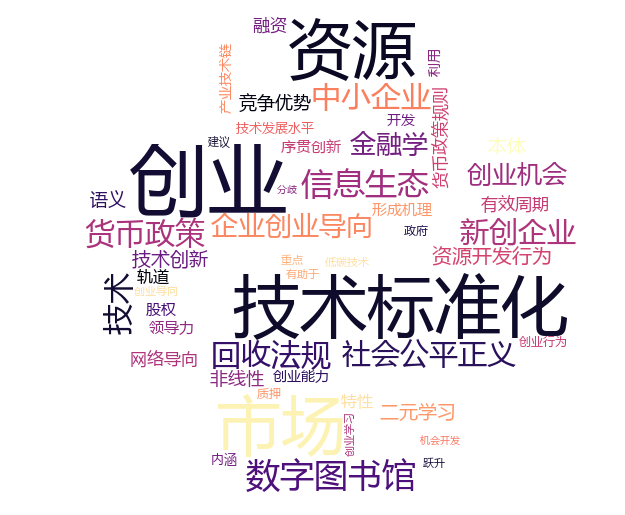 融资
资源
利用
产业技术链
竞争优势
中小企业
货币政策规则
开发
技术发展水平
建议
序贯创新
金融学
本体
创业
分歧
信息生态
创业机会
语义
形成机理
有效周期
货币政策
企业创业导向
政府
新创企业
技术创新
重点
低碳技术
资源开发行为
轨道
有助于
技术
创业导向
股权
技术标准化
领导力
网络导向
回收法规
社会公平正义
创业行为
非线性
创业能力
质押
市场
特性
二元学习
创业学习
机会开发
内涵
数字图书馆
跃升